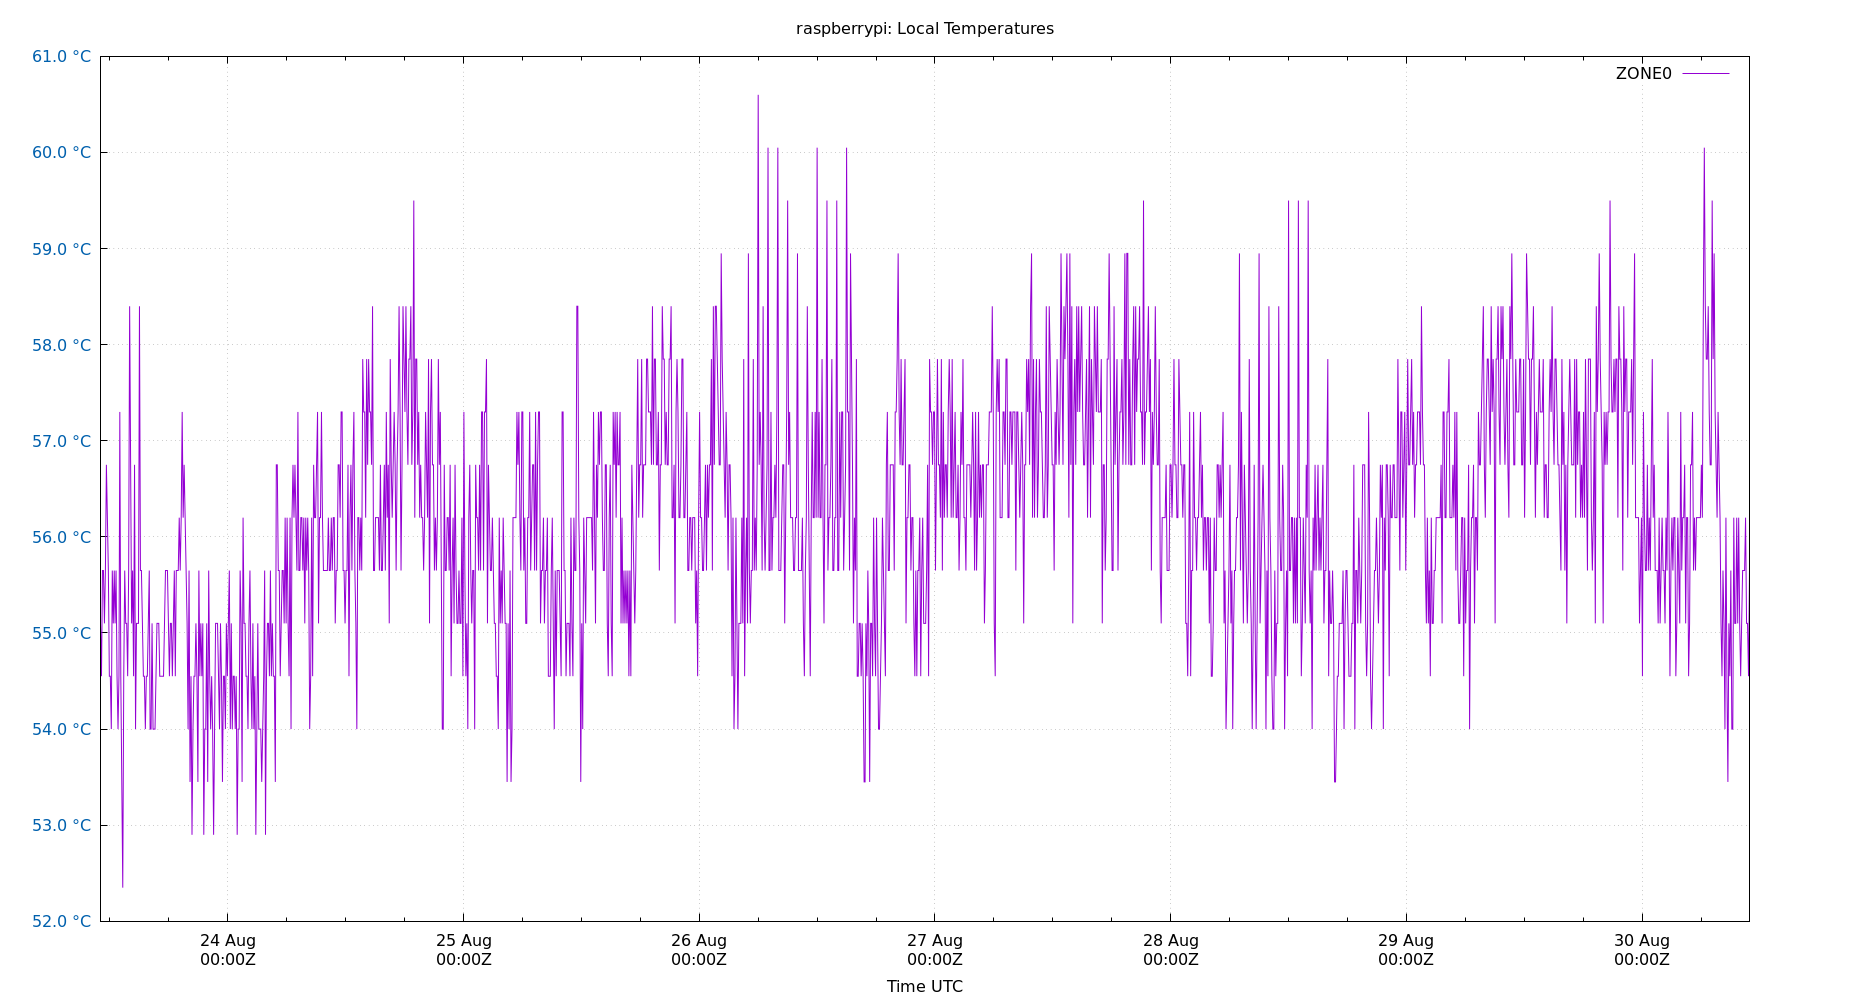 raspberrypi: Local Temperatures
61.0 °C
60.0 °C
59.0 °C
58.0 °C
57.0 °C
56.0 °C
55.0 °C
54.0 °C
53.0 °C
52.0 °C
ZONE0
24 Aug
00:00Z
25 Aug
00:00Z
26 Aug
00:00Z
27 Aug
00:00Z
28 Aug
00:00Z
29 Aug
00:00Z
30 Aug
00:00Z
Time UTC